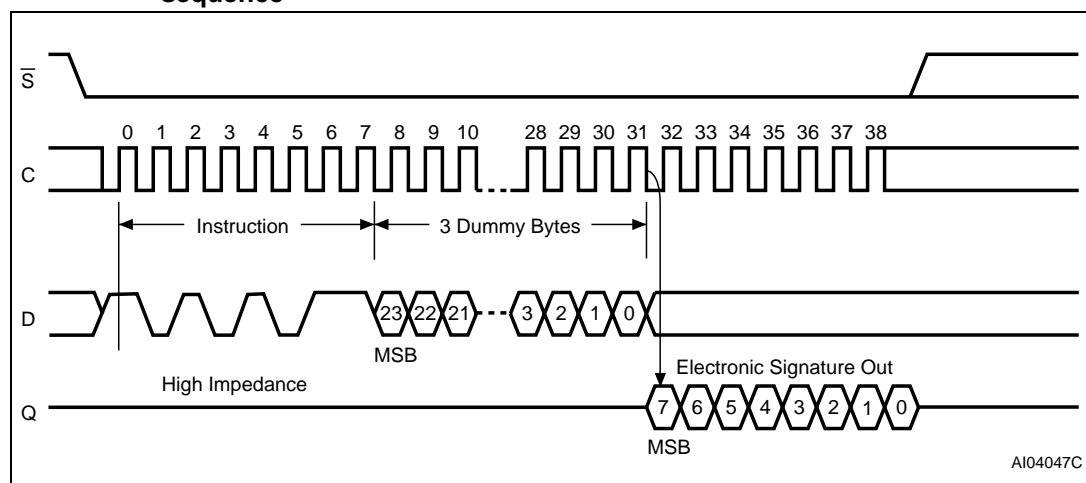 sequence
S
0 1 2 3 4 5 6 7 8 9 10 28 29 30 31 32 33 34 35 36 37 38
C
Instruction 3 Dummy Bytes
D
23 22 21 3 2 1 0
MSB
Electronic Signature Out
High Impedance
Q
7 6 5 4 3 2 1 0
MSB
AI04047C